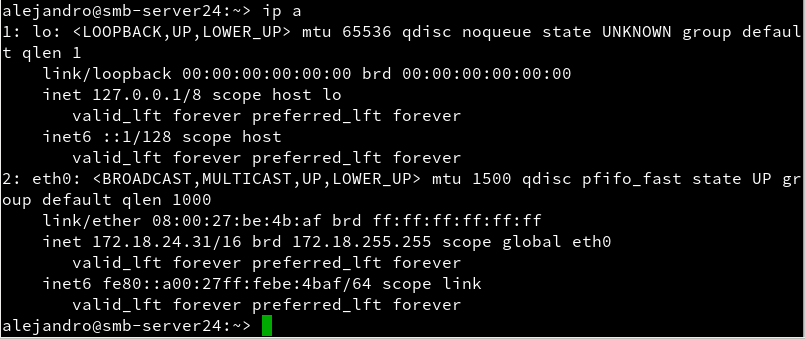 alejandro@smb-server24:~> ip a
1: lo: <LOOPBACK,UP,LOWER_UP> mtu 65536 qdisc noqueue state UNKNOWN group defaul
t qlen 1
    link/loopback 00:00:00:00:00:00 brd 00:00:00:00:00:00
    inet 127.0.0.1/8 scope host lo
       valid_lft forever preferred_lft forever
    inet6 ::1/128 scope host
       valid_lft forever preferred_lft forever
2: eth0: <BROADCAST,MULTICAST,UP,LOWER_UP> mtu 1500 qdisc pfifo_fast state UP gr
oup default qlen 1000
    link/ether 08:00:27:be:4b:af brd ff:ff:ff:ff:ff:ff
    inet 172.18.24.31/16 brd 172.18.255.255 scope global eth0
       valid_lft forever preferred_lft forever
    inet6 fe80::a00:27ff:febe:4baf/64 scope link
       valid_lft forever preferred_lft forever
alejandro@smb-server24:~>